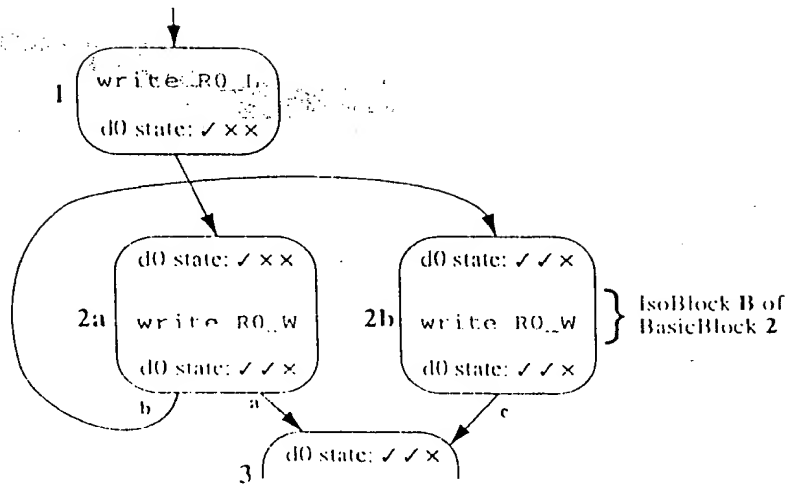 write R0_L
1
d0 state: ✓ × ×
d0 state: ✓ × ×
2a
write R0_W
d0 state: ✓ ✓ ×
b
a
d0 state: ✓ ✓ ×
2b
write R0_W
d0 state: ✓ ✓ ×
c
} IsoBlock B of
BasicBlock 2
3
d0 state: ✓ ✓ ×